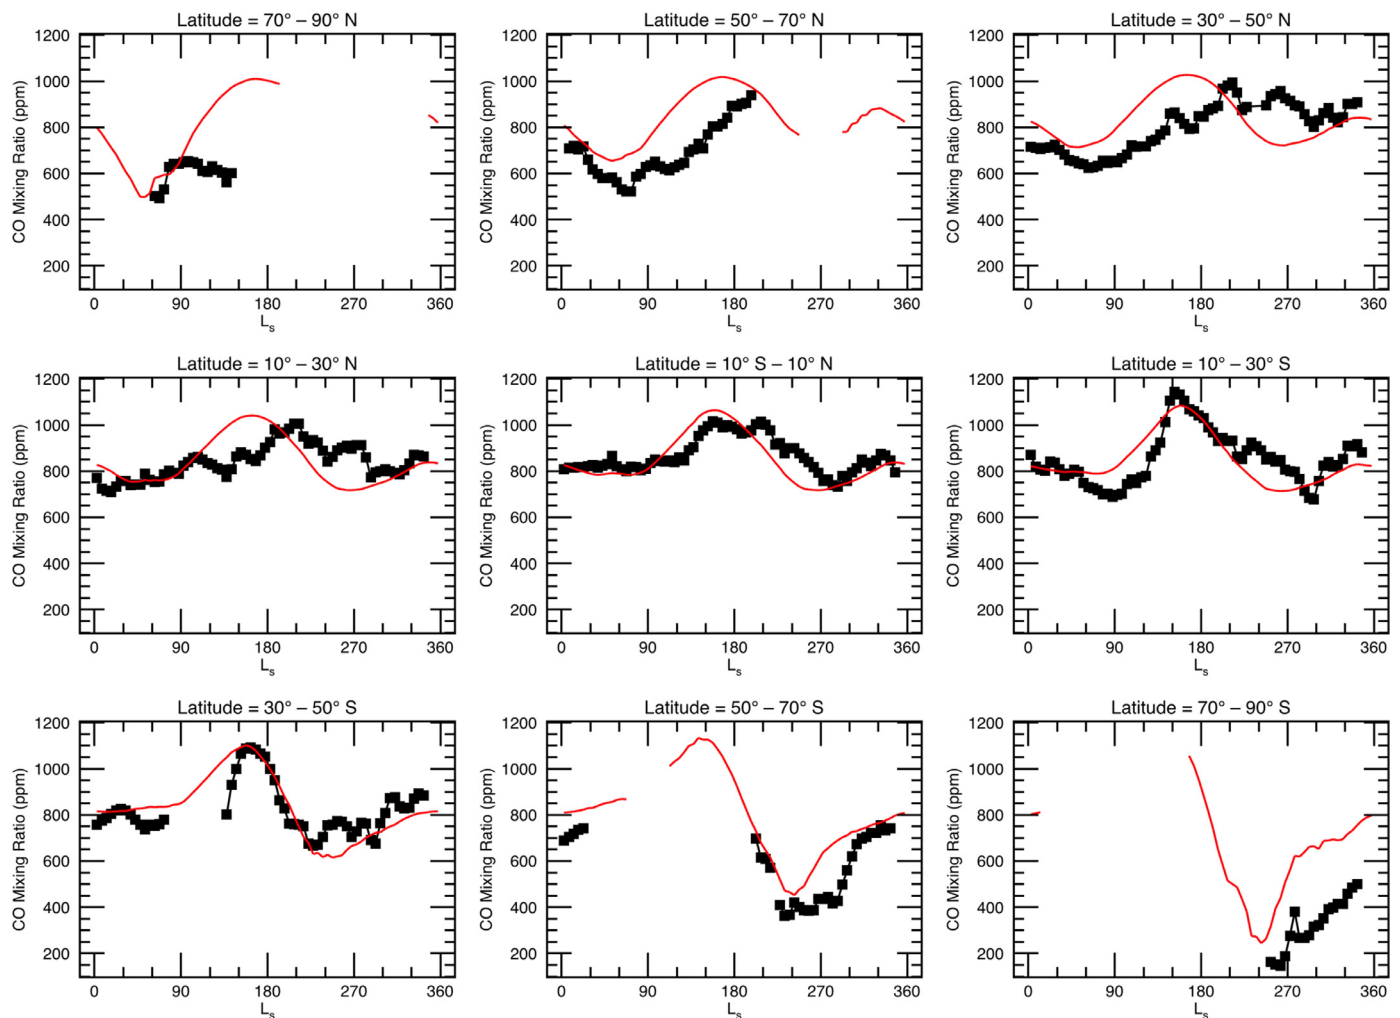 Latitude = 70° – 90° N
Latitude = 50° – 70° N
Latitude = 30° – 50° N
CO Mixing Ratio (ppm)
1200
1000
800
600
400
200
0 90 180 270 360
Ls
CO Mixing Ratio (ppm)
1200
1000
800
600
400
200
0 90 180 270 360
Ls
CO Mixing Ratio (ppm)
1200
1000
800
600
400
200
0 90 180 270 360
Ls
Latitude = 10° – 30° N
Latitude = 10° S – 10° N
Latitude = 10° – 30° S
CO Mixing Ratio (ppm)
1200
1000
800
600
400
200
0 90 180 270 360
Ls
CO Mixing Ratio (ppm)
1200
1000
800
600
400
200
0 90 180 270 360
Ls
CO Mixing Ratio (ppm)
1200
1000
800
600
400
200
0 90 180 270 360
Ls
Latitude = 30° – 50° S
Latitude = 50° – 70° S
Latitude = 70° – 90° S
CO Mixing Ratio (ppm)
1200
1000
800
600
400
200
0 90 180 270 360
Ls
CO Mixing Ratio (ppm)
1200
1000
800
600
400
200
0 90 180 270 360
Ls
CO Mixing Ratio (ppm)
1200
1000
800
600
400
200
0 90 180 270 360
Ls